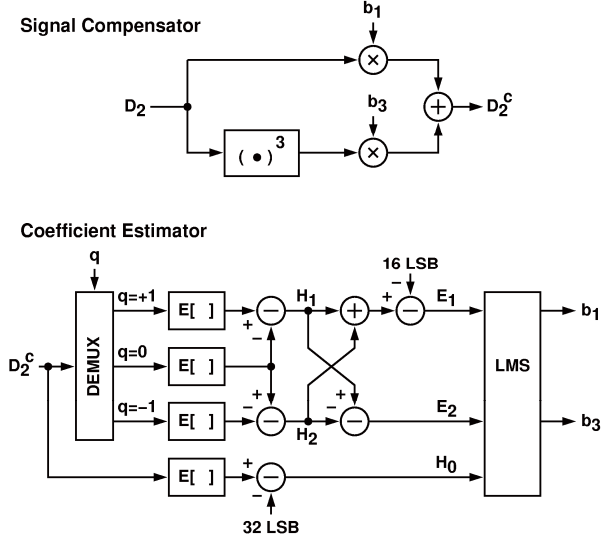 Signal Compensator
b1
×
D2
+
D2c
b3
( • )3
×
Coefficient Estimator
q
16 LSB
q=+1
E[ ]
H1
−
+
−
E1
b1
+
−
−
+
D2c
DEMUX
q=0
E[ ]
LMS
q=−1
E[ ]
+
−
−
H2
−
+
−
E2
b3
E[ ]
+
−
−
H0
32 LSB